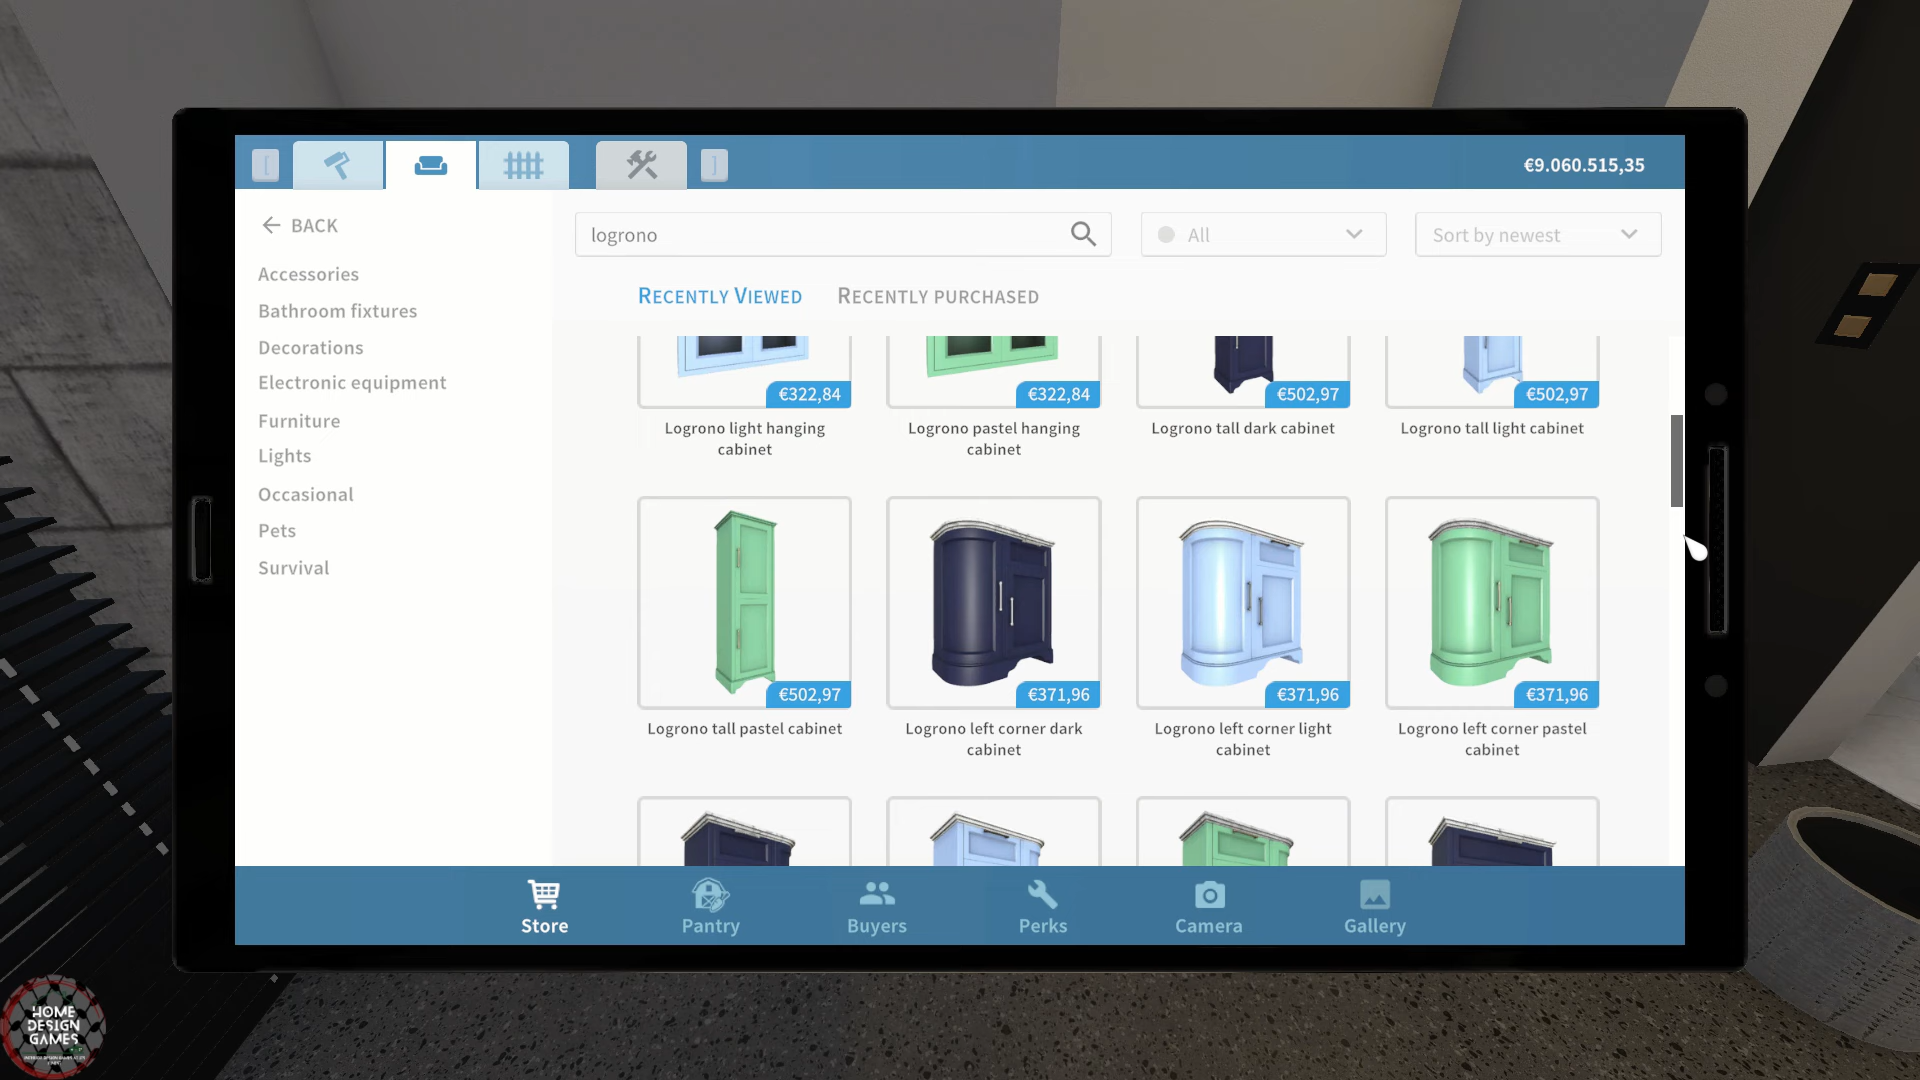 [
]
€9.060.515,35
BACK
logrono
All
Sort by newest
Accessories
Bathroom fixtures
Decorations
Electronic equipment
Furniture
Lights
Occasional
Pets
Survival
RECENTLY VIEWED
RECENTLY PURCHASED
€322,84
€322,84
€502,97
€502,97
Logrono light hanging
cabinet
Logrono pastel hanging
cabinet
Logrono tall dark cabinet
Logrono tall light cabinet
€502,97
€371,96
€371,96
€371,96
Logrono tall pastel cabinet
Logrono left corner dark
cabinet
Logrono left corner light
cabinet
Logrono left corner pastel
cabinet
Store
Pantry
Buyers
Perks
Camera
Gallery
HOME
DESIGN
GAMES